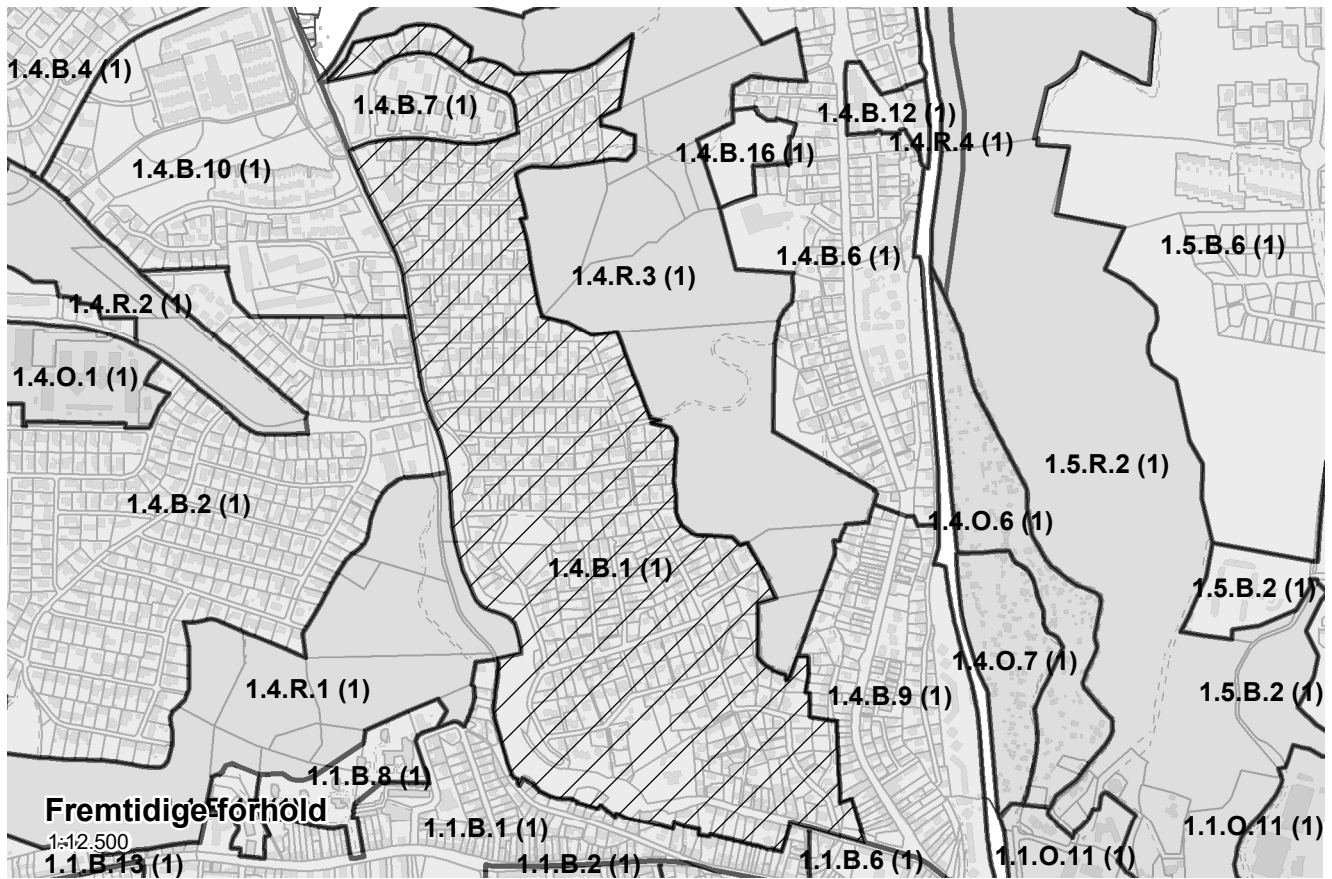 1.4.B.4 (1)
1.4.B.7 (1)
1.4.B.12 (1)
1.4.R.4 (1)
1.4.B.16 (1)
1.4.B.10 (1)
1.5.B.6 (1)
1.4.B.6 (1)
1.4.R.3 (1)
1.4.R.2 (1)
1.4.O.1 (1)
1.5.R.2 (1)
1.4.B.2 (1)
1.4.O.6 (1)
1.4.B.1 (1)
1.5.B.2 (1)
1.4.O.7 (1)
1.4.R.1 (1)
1.4.B.9 (1)
1.5.B.2 (1)
1.1.B.8 (1)
Fremtidige forhold
1:12.500
1.1.B.1 (1)
1.1.O.11 (1)
1.1.B.13 (1)
1.1.B.2 (1)
1.1.B.6 (1)
1.1.O.11 (1)